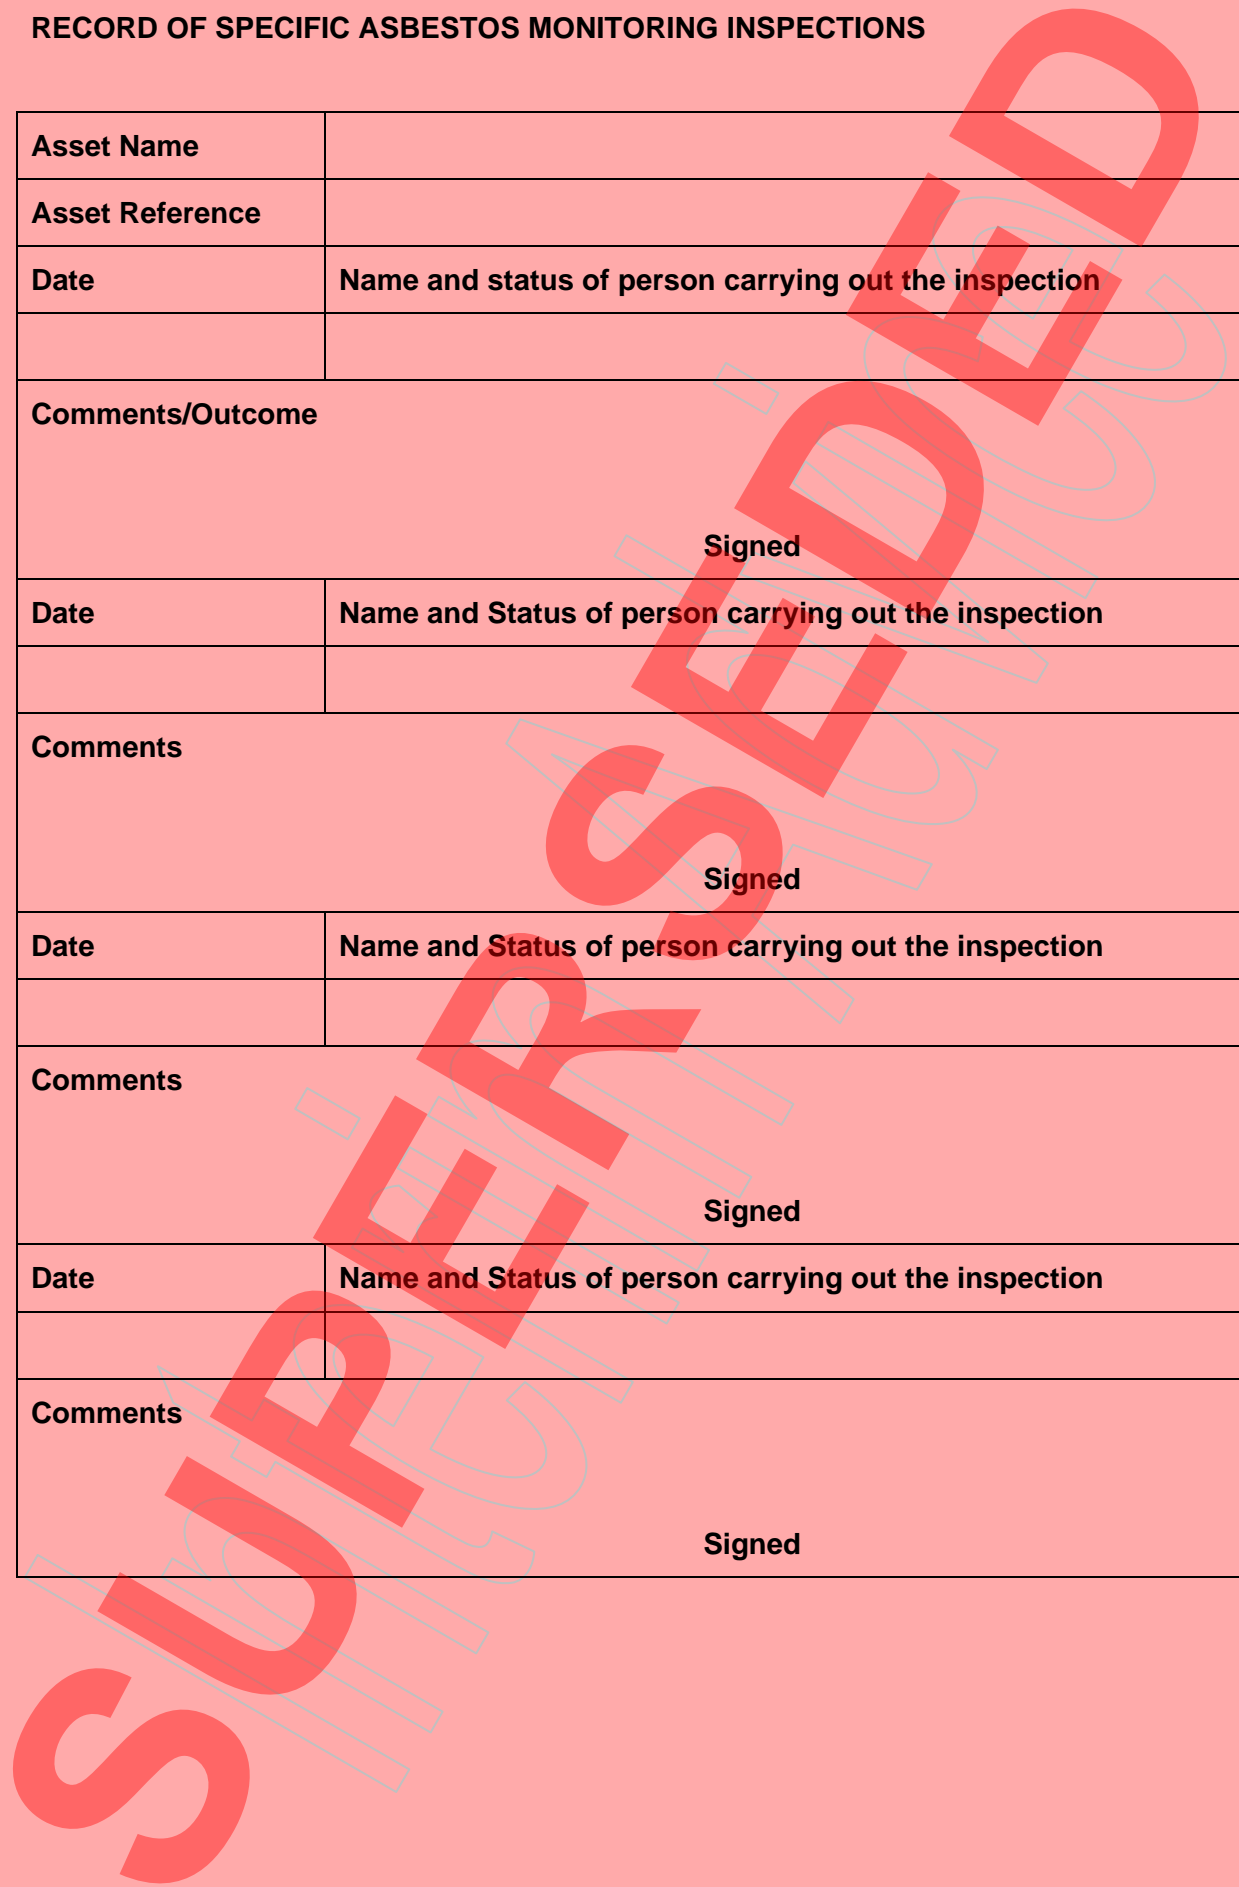 RECORD OF SPECIFIC ASBESTOS MONITORING INSPECTIONS
Asset Name
Asset Reference
Date Name and status of person carrying out the inspection
Comments/Outcome
Signed
Date Name and Status of person carrying out the inspection
Comments
Signed
Date Name and Status of person carrying out the inspection
Comments
Signed
Date Name and Status of person carrying out the inspection
Comments
Signed
SUPERSEDED
Interim Advice